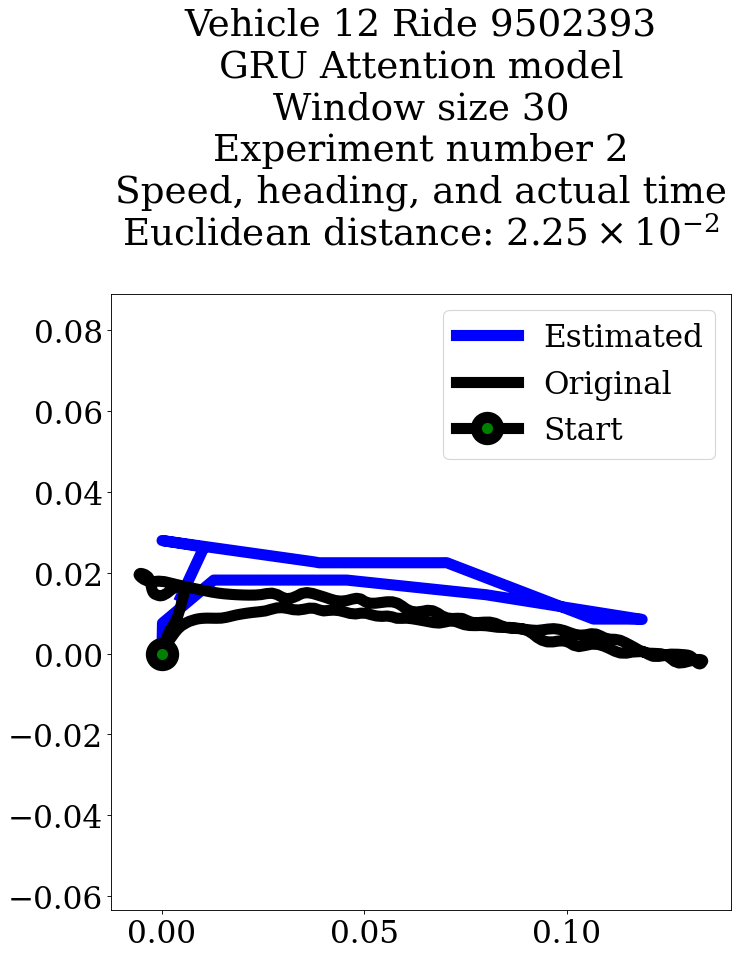 Vehicle 12 Ride 9502393
GRU Attention model
Window size 30
Experiment number 2
Speed, heading, and actual time
Euclidean distance: 2.25 × 10⁻²
Estimated
Original
Start
0.08
0.06
0.04
0.02
0.00
−0.02
−0.04
−0.06
0.00 0.05 0.10